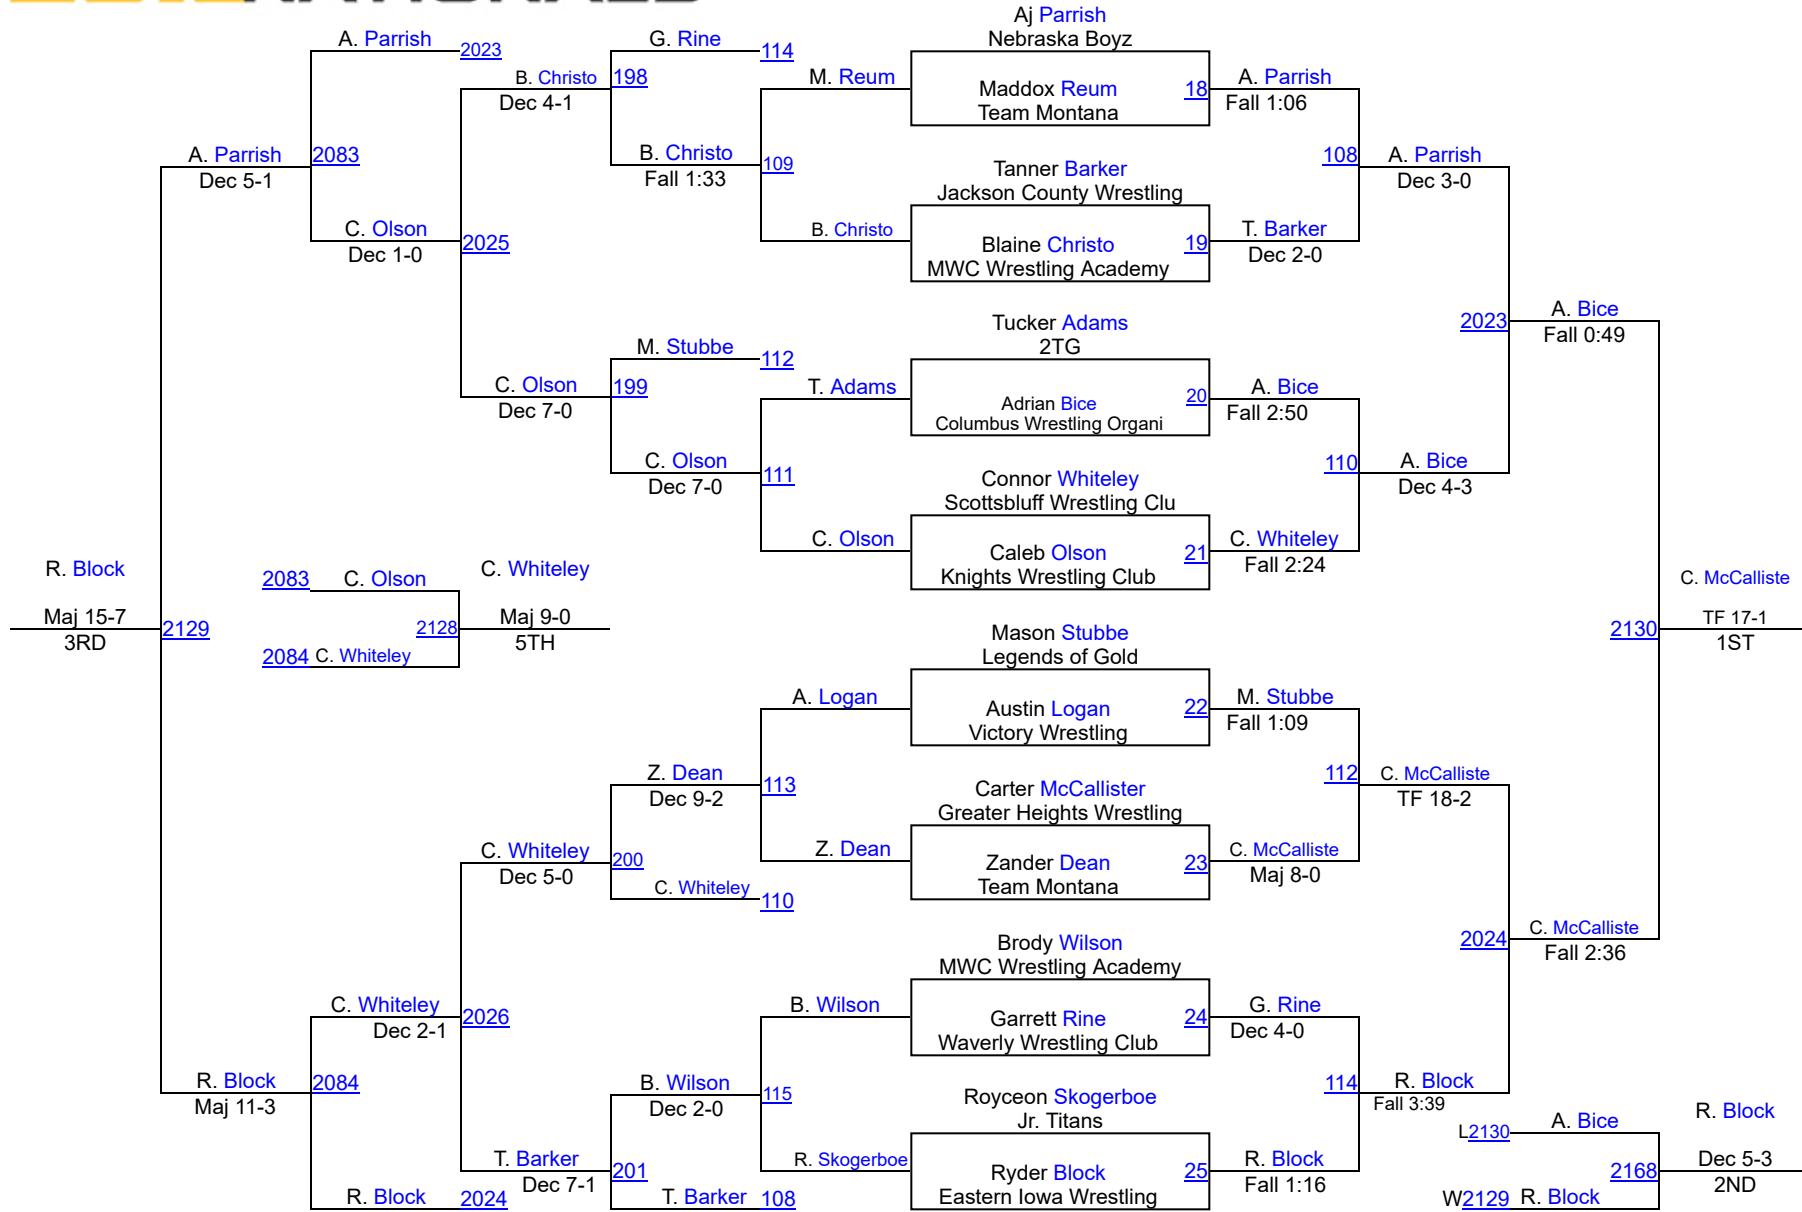 Aj Parrish
Nebraska Boyz
Maddox Reum
Team Montana
18
Tanner Barker
Jackson County Wrestling
Blaine Christo
MWC Wrestling Academy
19
Tucker Adams
2TG
Adrian Bice
Columbus Wrestling Organi
20
Connor Whiteley
Scottsbluff Wrestling Clu
Caleb Olson
Knights Wrestling Club
21
Mason Stubbe
Legends of Gold
Austin Logan
Victory Wrestling
22
Carter McCallister
Greater Heights Wrestling
Zander Dean
Team Montana
23
Brody Wilson
MWC Wrestling Academy
Garrett Rine
Waverly Wrestling Club
24
Royceon Skogerboe
Jr. Titans
Ryder Block
Eastern Iowa Wrestling
25
A. Parrish
Fall 1:06
T. Barker
Dec 2-0
A. Bice
Fall 2:50
C. Whiteley
Fall 2:24
M. Stubbe
Fall 1:09
C. McCalliste
Maj 8-0
G. Rine
Dec 4-0
R. Block
Fall 1:16
108
A. Parrish
Dec 3-0
110
A. Bice
Dec 4-3
112
C. McCalliste
TF 18-2
114
R. Block
Fall 3:39
2023
A. Bice
Fall 0:49
2024
C. McCalliste
Fall 2:36
2130
C. McCalliste
TF 17-1
1ST
L2130
A. Bice
W2129
R. Block
2168
R. Block
Dec 5-3
2ND
M. Reum
B. Christo
T. Adams
C. Olson
A. Logan
Z. Dean
B. Wilson
R. Skogerboe
G. Rine
114
109
B. Christo
Fall 1:33
M. Stubbe
112
111
C. Olson
Dec 7-0
113
Z. Dean
Dec 9-2
C. Whiteley
110
115
B. Wilson
Dec 2-0
T. Barker
108
198
B. Christo
Dec 4-1
199
C. Olson
Dec 7-0
200
C. Whiteley
Dec 5-0
201
T. Barker
Dec 7-1
A. Parrish
2023
2025
C. Olson
Dec 1-0
2026
C. Whiteley
Dec 2-1
R. Block
2024
2083
A. Parrish
Dec 5-1
2084
R. Block
Maj 11-3
2129
R. Block
Maj 15-7
3RD
2083
C. Olson
2084
C. Whiteley
2128
C. Whiteley
Maj 9-0
5TH